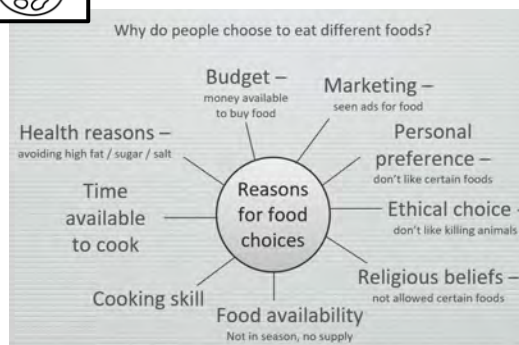 Why do people choose to eat different foods?
Budget –
money available
to buy food
Marketing –
seen ads for food
Health reasons –
avoiding high fat / sugar / salt
Personal
preference –
don't like certain foods
Time
available
to cook
Reasons
for food
choices
Ethical choice -
don't like killing animals
Cooking skill
Religious beliefs –
not allowed certain foods
Food availability
Not in season, no supply